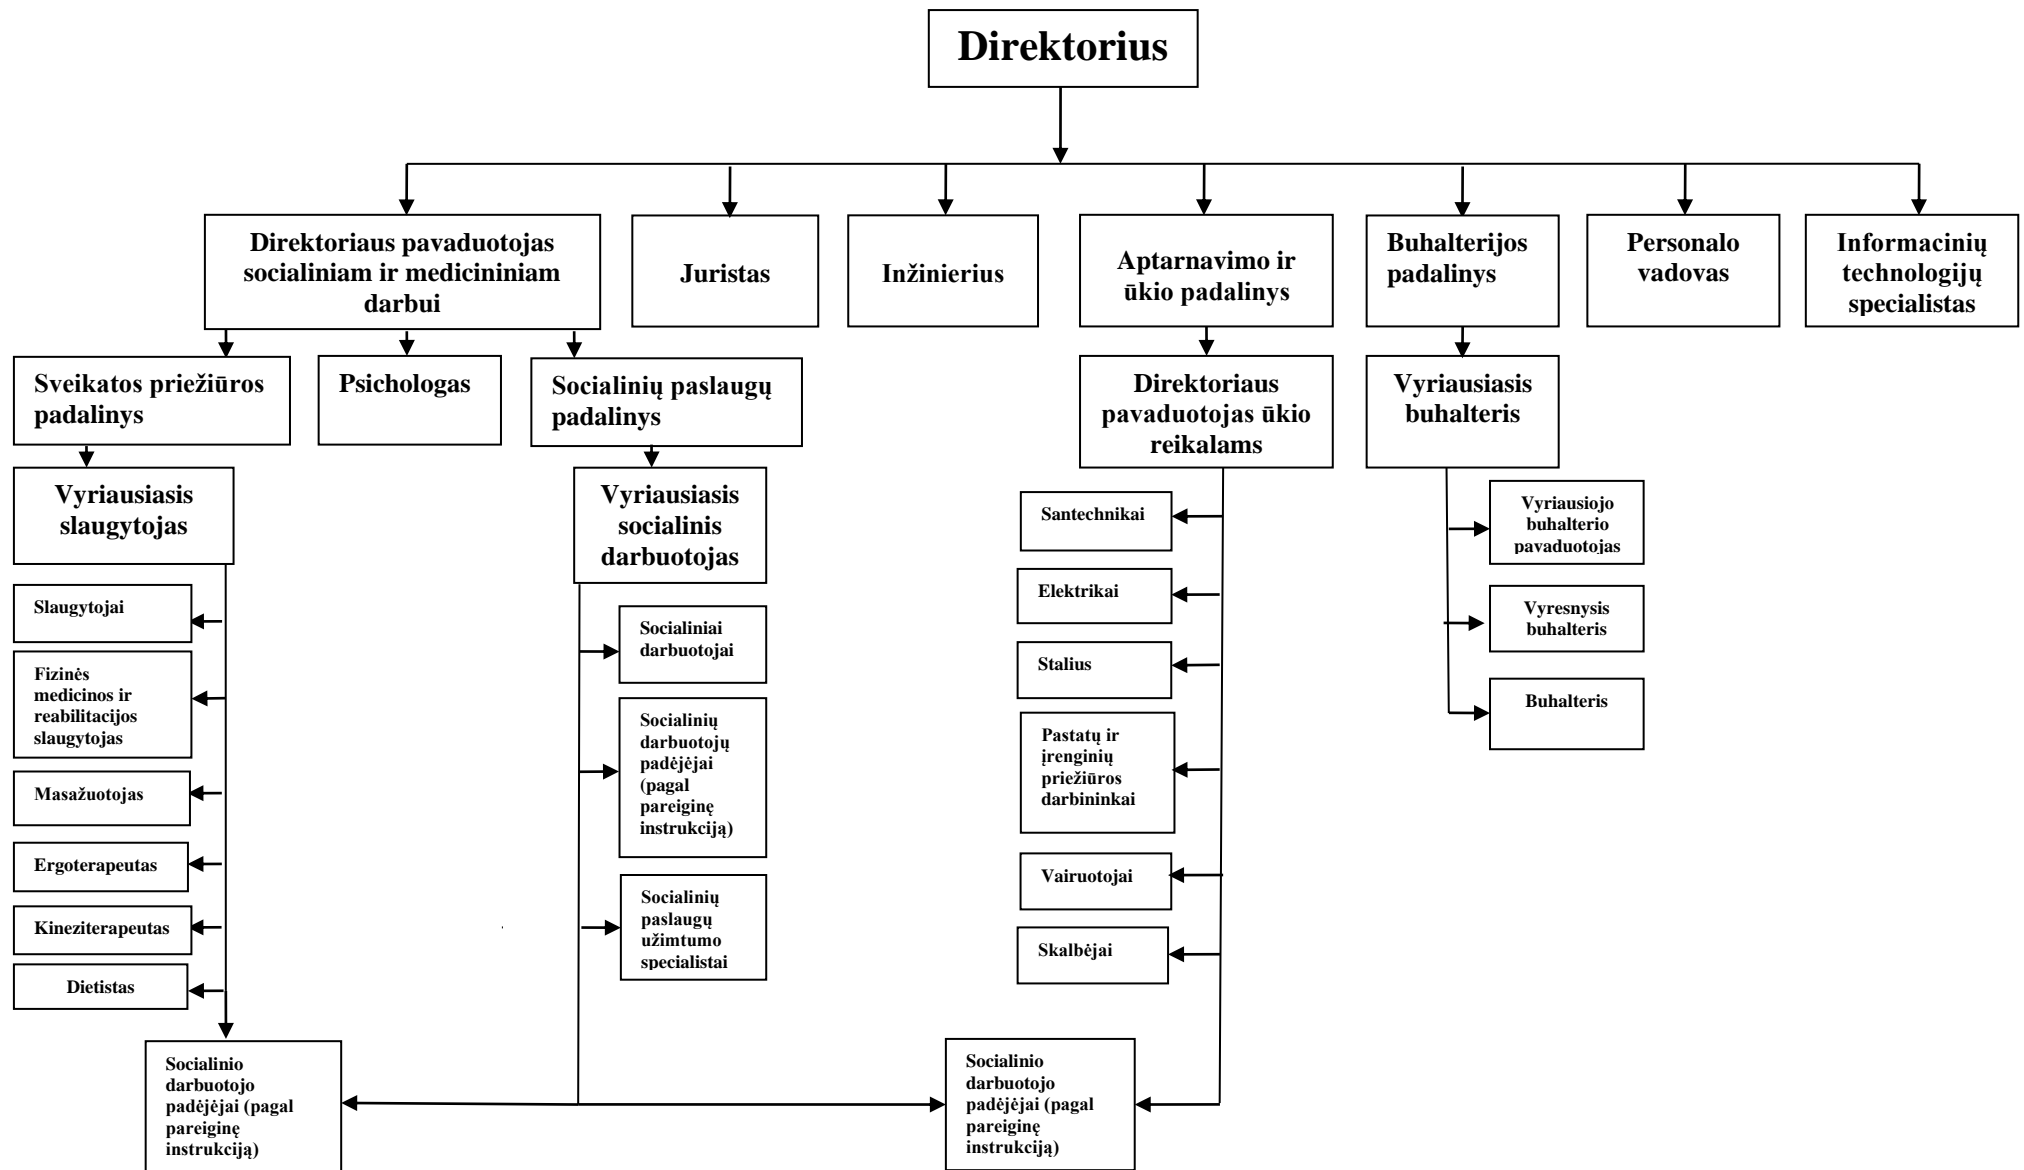 Direktorius
Direktoriaus pavaduotojas
socialiniam ir medicininiam
darbui
Juristas
Inžinierius
Aptarnavimo ir
ūkio padalinys
Buhalterijos
padalinys
Personalo
vadovas
Informacinių
technologijų
specialistas
Sveikatos priežiūros
padalinys
Psichologas
Socialinių paslaugų
padalinys
Direktoriaus
pavaduotojas ūkio
reikalams
Vyriausiasis
buhalteris
Vyriausiasis
slaugytojas
Vyriausiasis
socialinis
darbuotojas
Slaugytojai
Fizinės
medicinos ir
reabilitacijos
slaugytojas
Masažuotojas
Ergoterapeutas
Kineziterapeutas
Dietistas
Socialiniai
darbuotojai
Socialinių
darbuotojų
padėjėjai
(pagal
pareiginę
instrukciją)
Socialinių
paslaugų
užimtumo
specialistai
Santechnikai
Elektrikai
Stalius
Pastatų ir
įrenginių
priežiūros
darbininkai
Vairuotojai
Skalbėjai
Vyriausiojo
buhalterio
pavaduotojas
Vyresnysis
buhalteris
Buhalteris
Socialinio
darbuotojo
padėjėjai (pagal
pareiginę
instrukciją)
Socialinio
darbuotojo
padėjėjai (pagal
pareiginę
instrukciją)